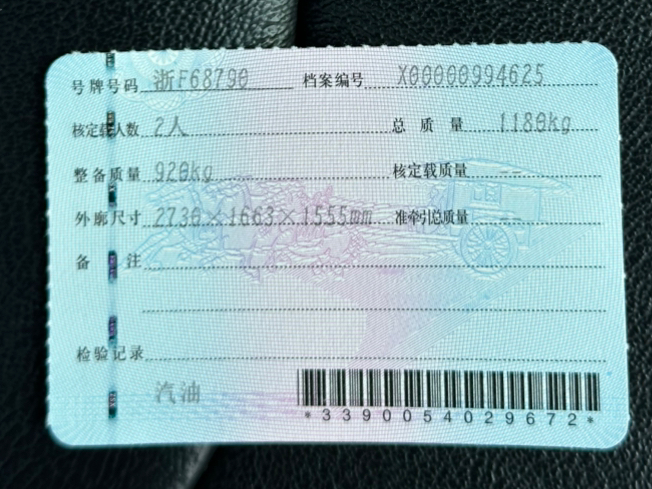 号牌号码 浙F68790 档案编号 X00000994625
核定载人数 2人 总质量 1180kg
整备质量 920kg 核定载质量 --
外廓尺寸 2730×1663×1555mm 准牵引总质量 --
备注
检验记录
汽油
*3390054029672*